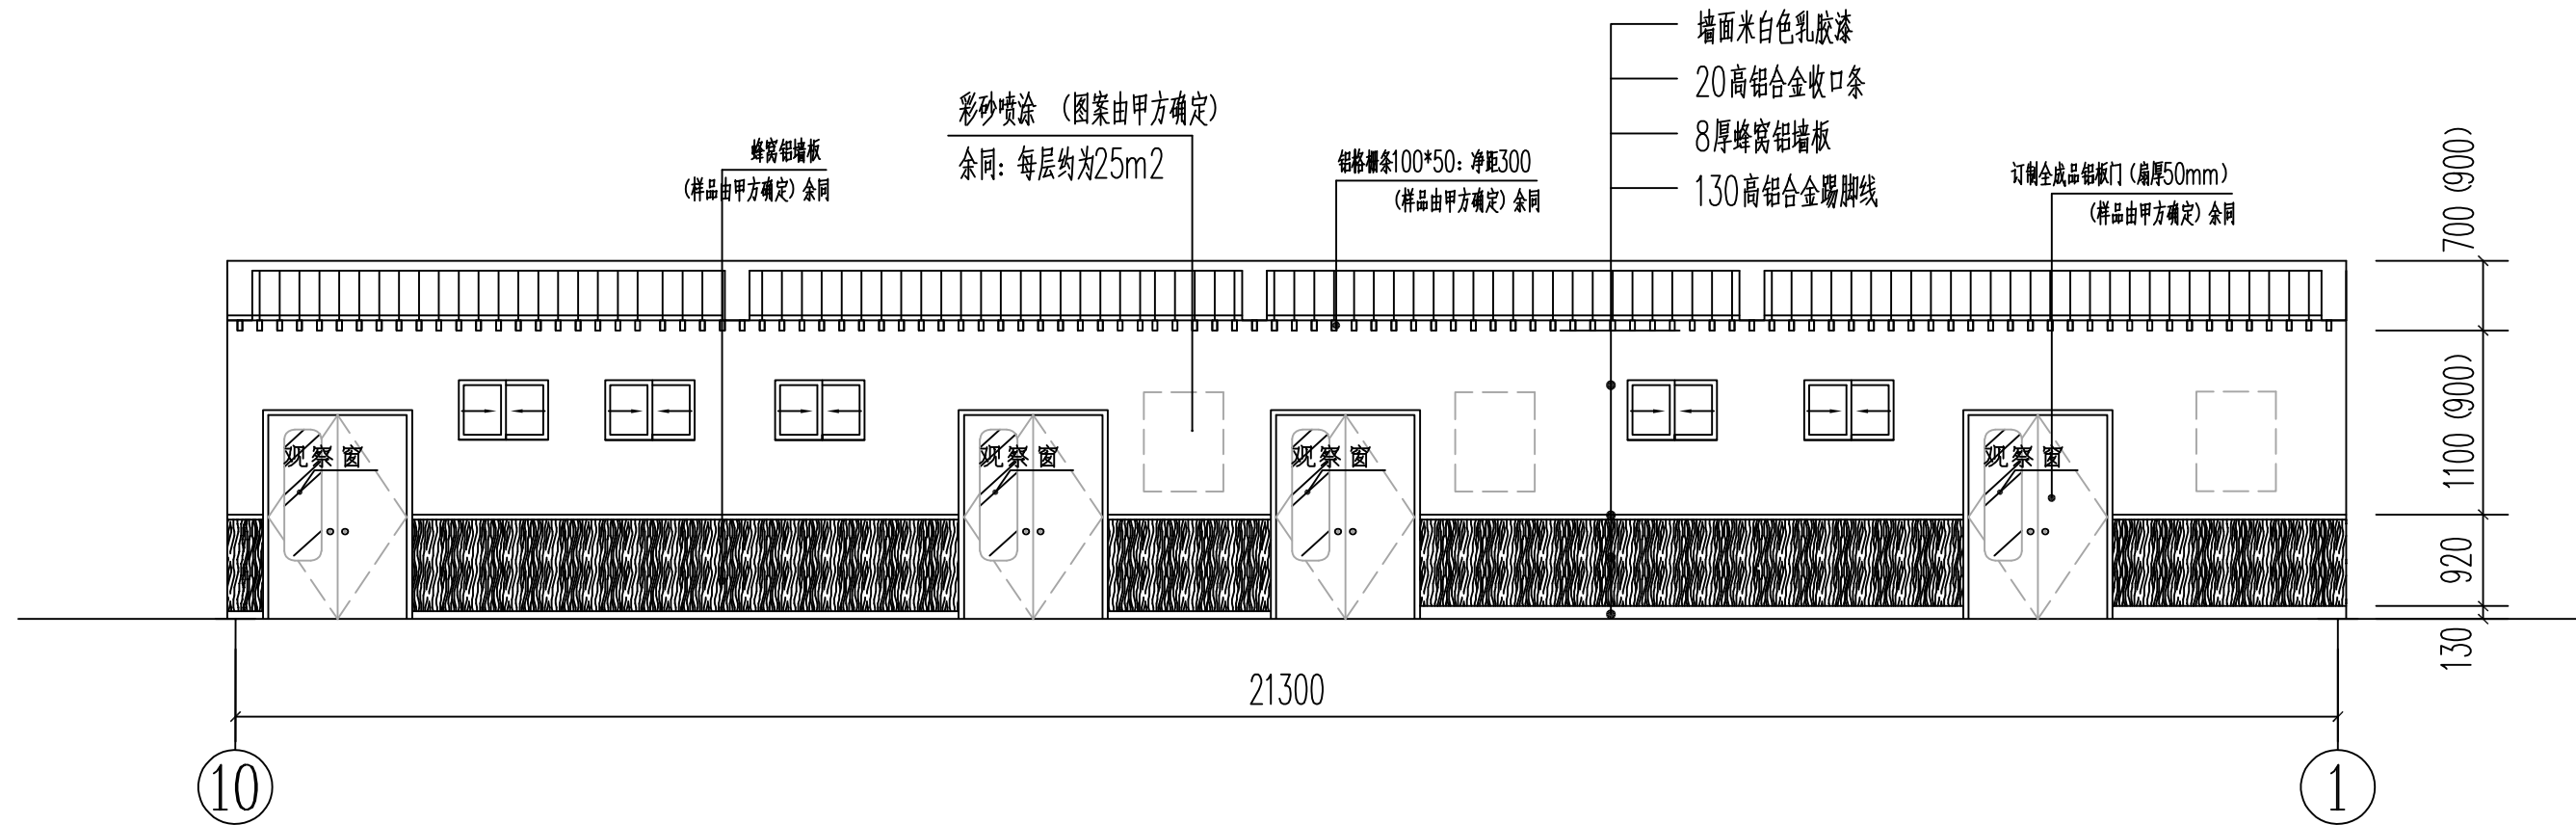 墙面米白色乳胶漆
20高铝合金收口条
8厚蜂窝铝墙板
130高铝合金踢脚线
彩砂喷涂 （图案由甲方确定）
余同：每层约为25m2
蜂窝铝墙板
（样品由甲方确定）余同
铝格栅条100*50：净距300
（样品由甲方确定）余同
订制全成品铝板门（扇厚50mm）
（样品由甲方确定）余同
700（900）
1100（900）
920
130
观察窗
观察窗
观察窗
观察窗
21300
10
1